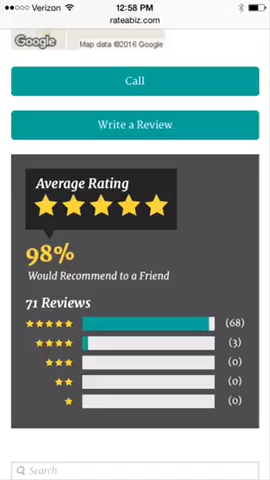 Verizon 12:58 PM
rateabiz.com
Google Map data ©2016 Google
Call
Write a Review
Average Rating
98%
Would Recommend to a Friend
71 Reviews
(68)
(3)
(0)
(0)
(0)
Search